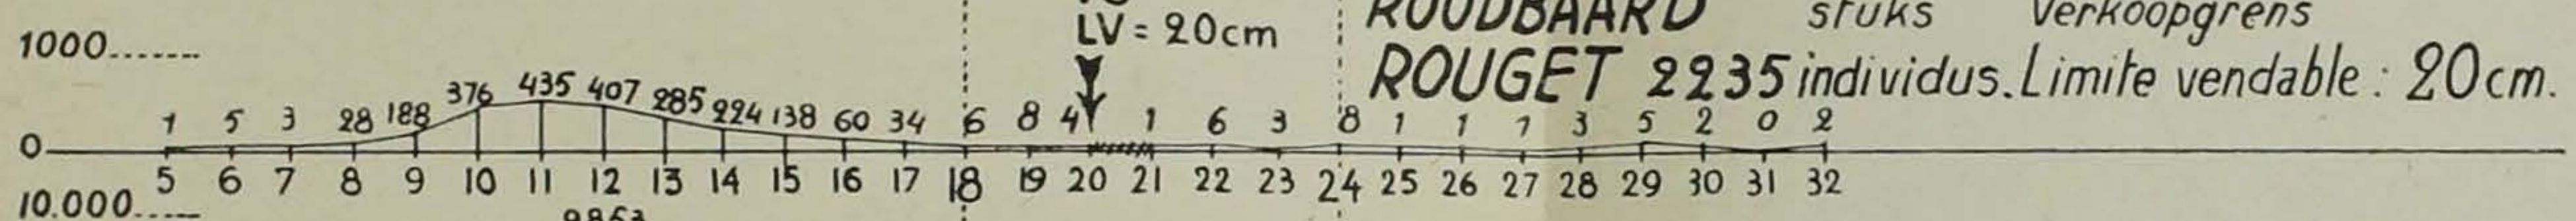 ROODBAARD stuks Verkoopgrens
LV = 20cm
1000.......
ROUGET 2235 individus. Limite vendable : 20cm.
1 5 3 28 188 376 435 407 285 224 138 60 34 6 8 4 1 6 3 8 1 1 1 3 5 2 0 2
0
5 6 7 8 9 10 11 12 13 14 15 16 17 18 19 20 21 22 23 24 25 26 27 28 29 30 31 32
10.000.....